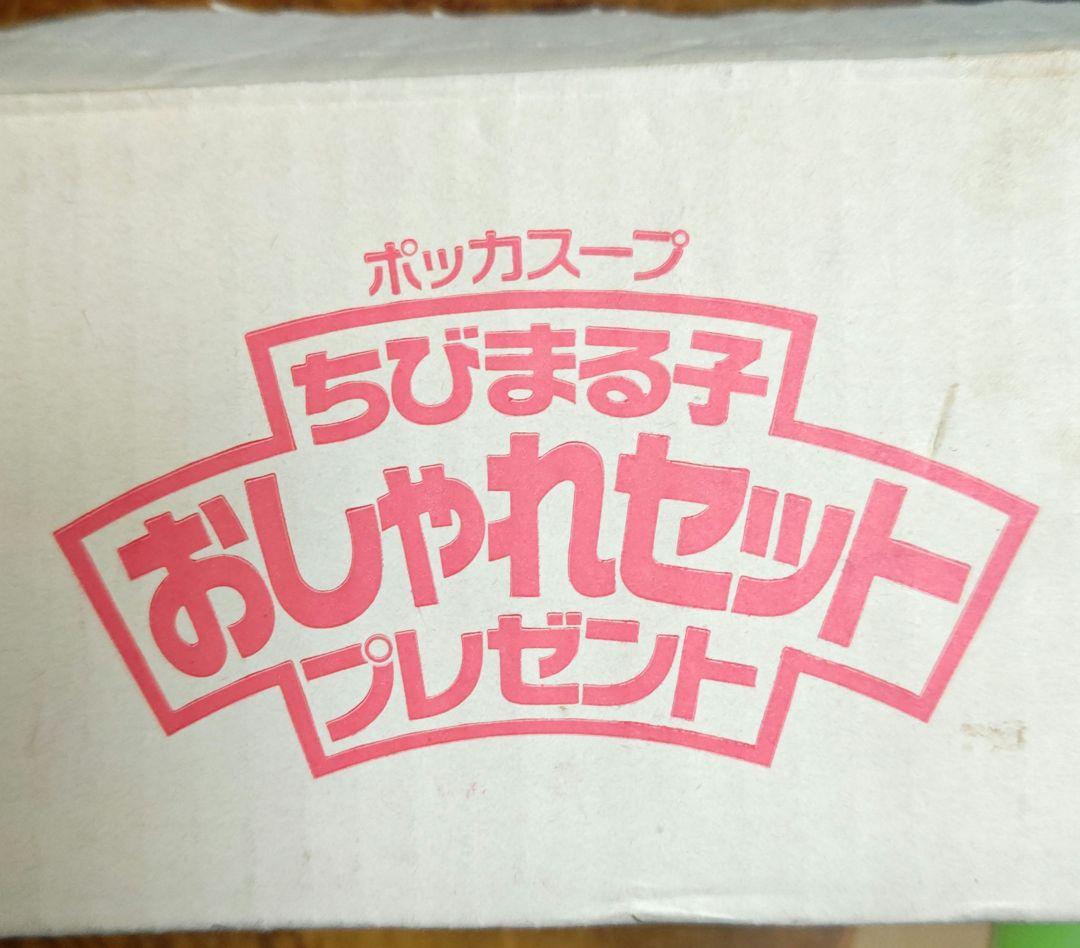 ポッカスープ
ちびまる子
おしゃれセット
プレゼント